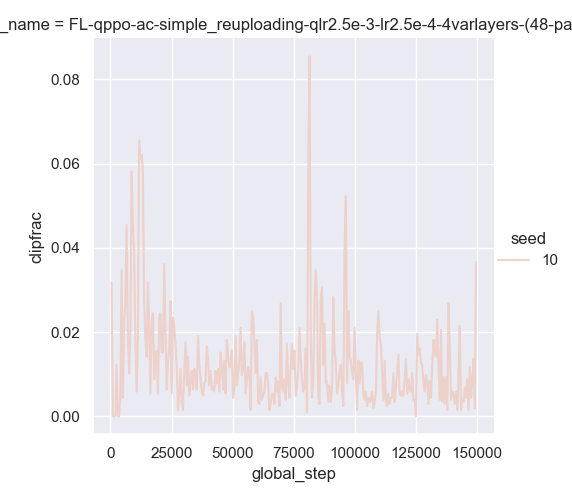 _name = FL-qppo-ac-simple_reuploading-qlr2.5e-3-lr2.5e-4-4varlayers-(48-pa
0.08
0.06
0.04
0.02
0.00
clipfrac
0 25000 50000 75000 100000 125000 150000
global_step
seed
10